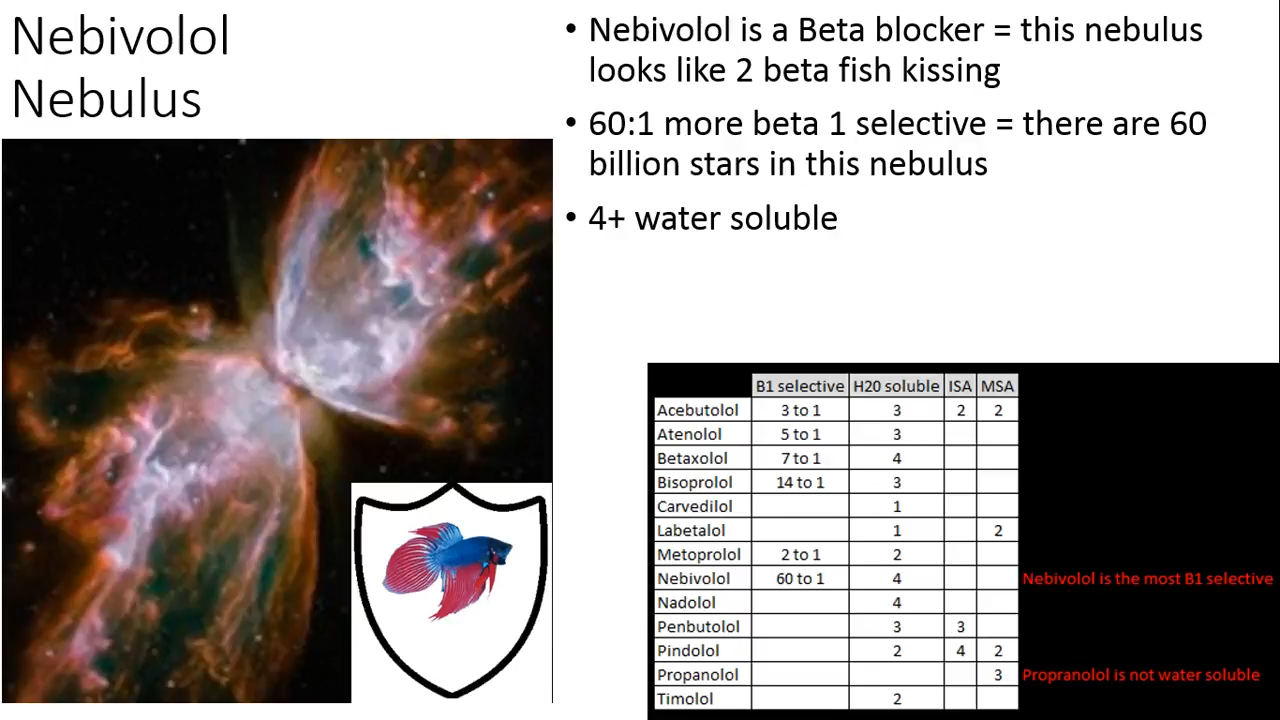 Nebivolol
Nebulus
• Nebivolol is a Beta blocker = this nebulus
looks like 2 beta fish kissing
• 60:1 more beta 1 selective = there are 60
billion stars in this nebulus
• 4+ water soluble
B1 selective H20 soluble ISA MSA
Acebutolol 3 to 1 3 2 2
Atenolol 5 to 1 3
Betaxolol 7 to 1 4
Bisoprolol 14 to 1 3
Carvedilol 1
Labetalol 1 2
Metoprolol 2 to 1 2
Nebivolol 60 to 1 4 Nebivolol is the most B1 selective
Nadolol 4
Penbutolol 3 3
Pindolol 2 4 2
Propanolol 3 Propranolol is not water soluble
Timolol 2